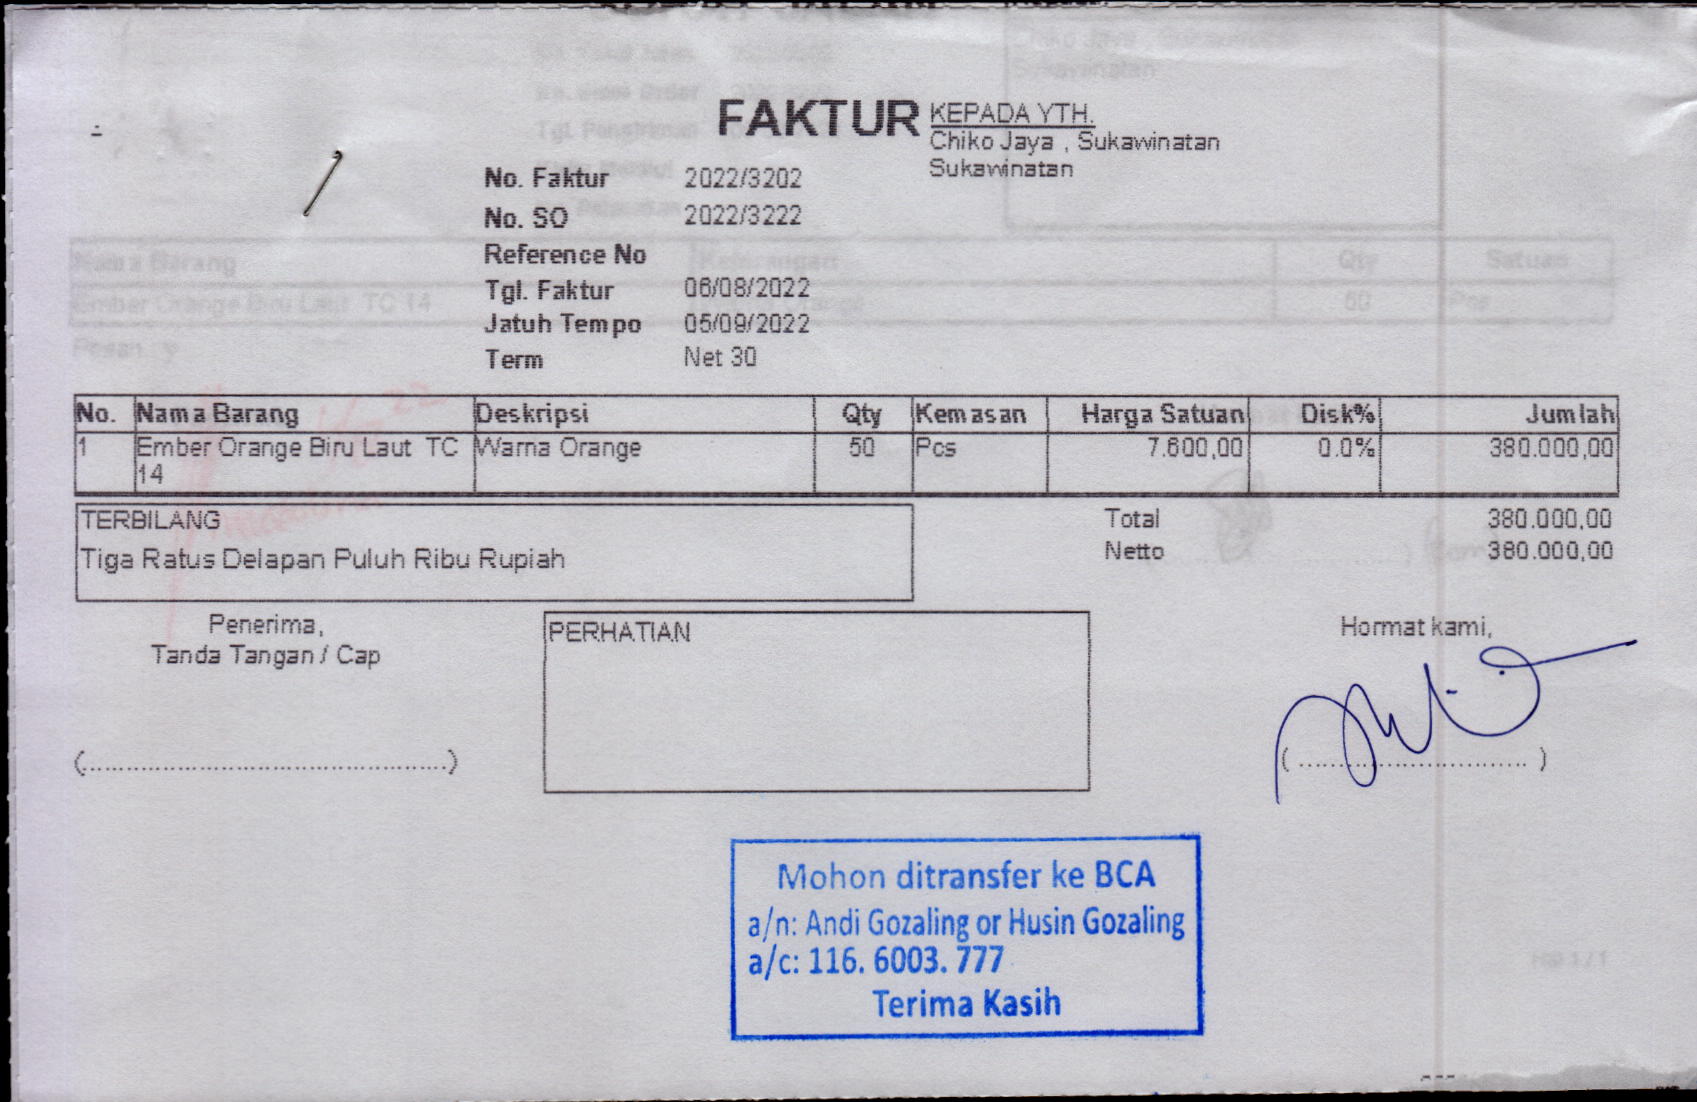 FAKTUR
KEPADA YTH.
Chiko Jaya , Sukawinatan
Sukawinatan
No. Faktur 2022/3202
No. SO 2022/3222
Reference No
Tgl. Faktur 06/08/2022
Jatuh Tempo 05/09/2022
Term Net 30
No. Nama Barang Deskripsi Qty Kemasan Harga Satuan Disk% Jumlah
1 Ember Orange Biru Laut TC Warna Orange 50 Pcs 7.600,00 0.0% 380.000,00
14
TERBILANG
Tiga Ratus Delapan Puluh Ribu Rupiah
Total 380.000,00
Netto 380.000,00
Penerima,
Tanda Tangan / Cap
PERHATIAN
Hormat kami,
(..............................................)
( ............................. )
Mohon ditransfer ke BCA
a/n: Andi Gozaling or Husin Gozaling
a/c: 116. 6003. 777
Terima Kasih